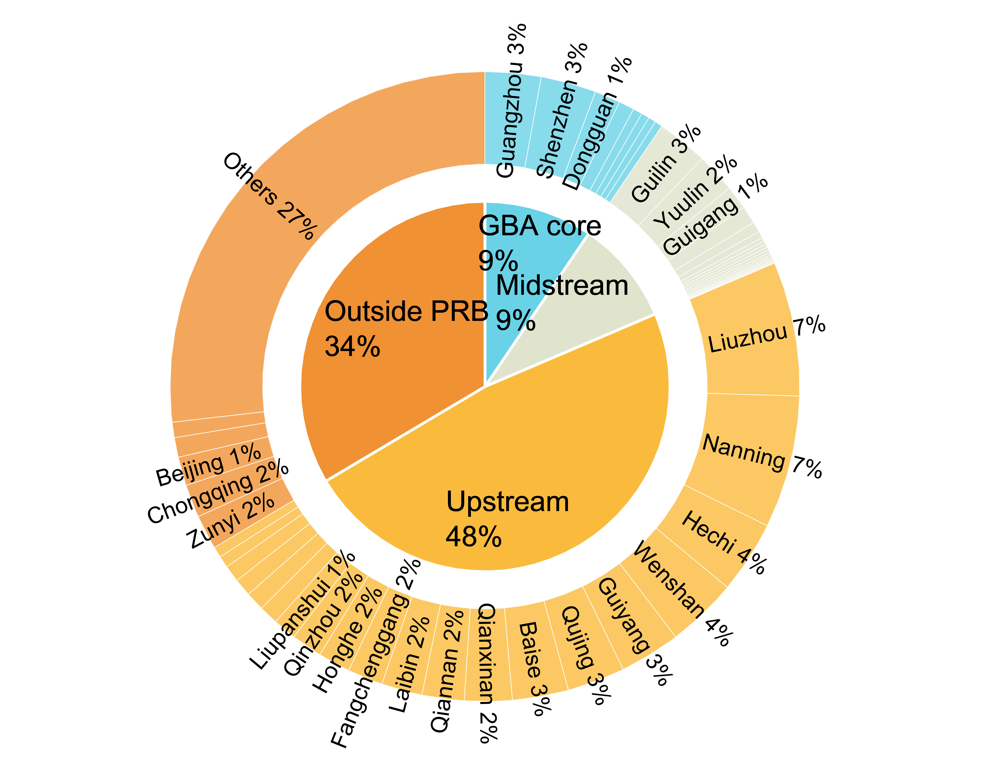 Guangzhou 3%
Shenzhen 3%
Dongguan 1%
Guilin 3%
Yuulin 2%
Guigang 1%
Liuzhou 7%
Nanning 7%
Hechi 4%
Wenshan 4%
Guiyang 3%
Qujing 3%
Baise 3%
Qianxinan 2%
Qiannan 2%
Laibin 2%
Fangchenggang 2%
Honghe 2%
Qinzhou 2%
Liupanshui 1%
Zunyi 2%
Chongqing 2%
Beijing 1%
Others 27%
GBA core
9%
Midstream
9%
Upstream
48%
Outside PRB
34%